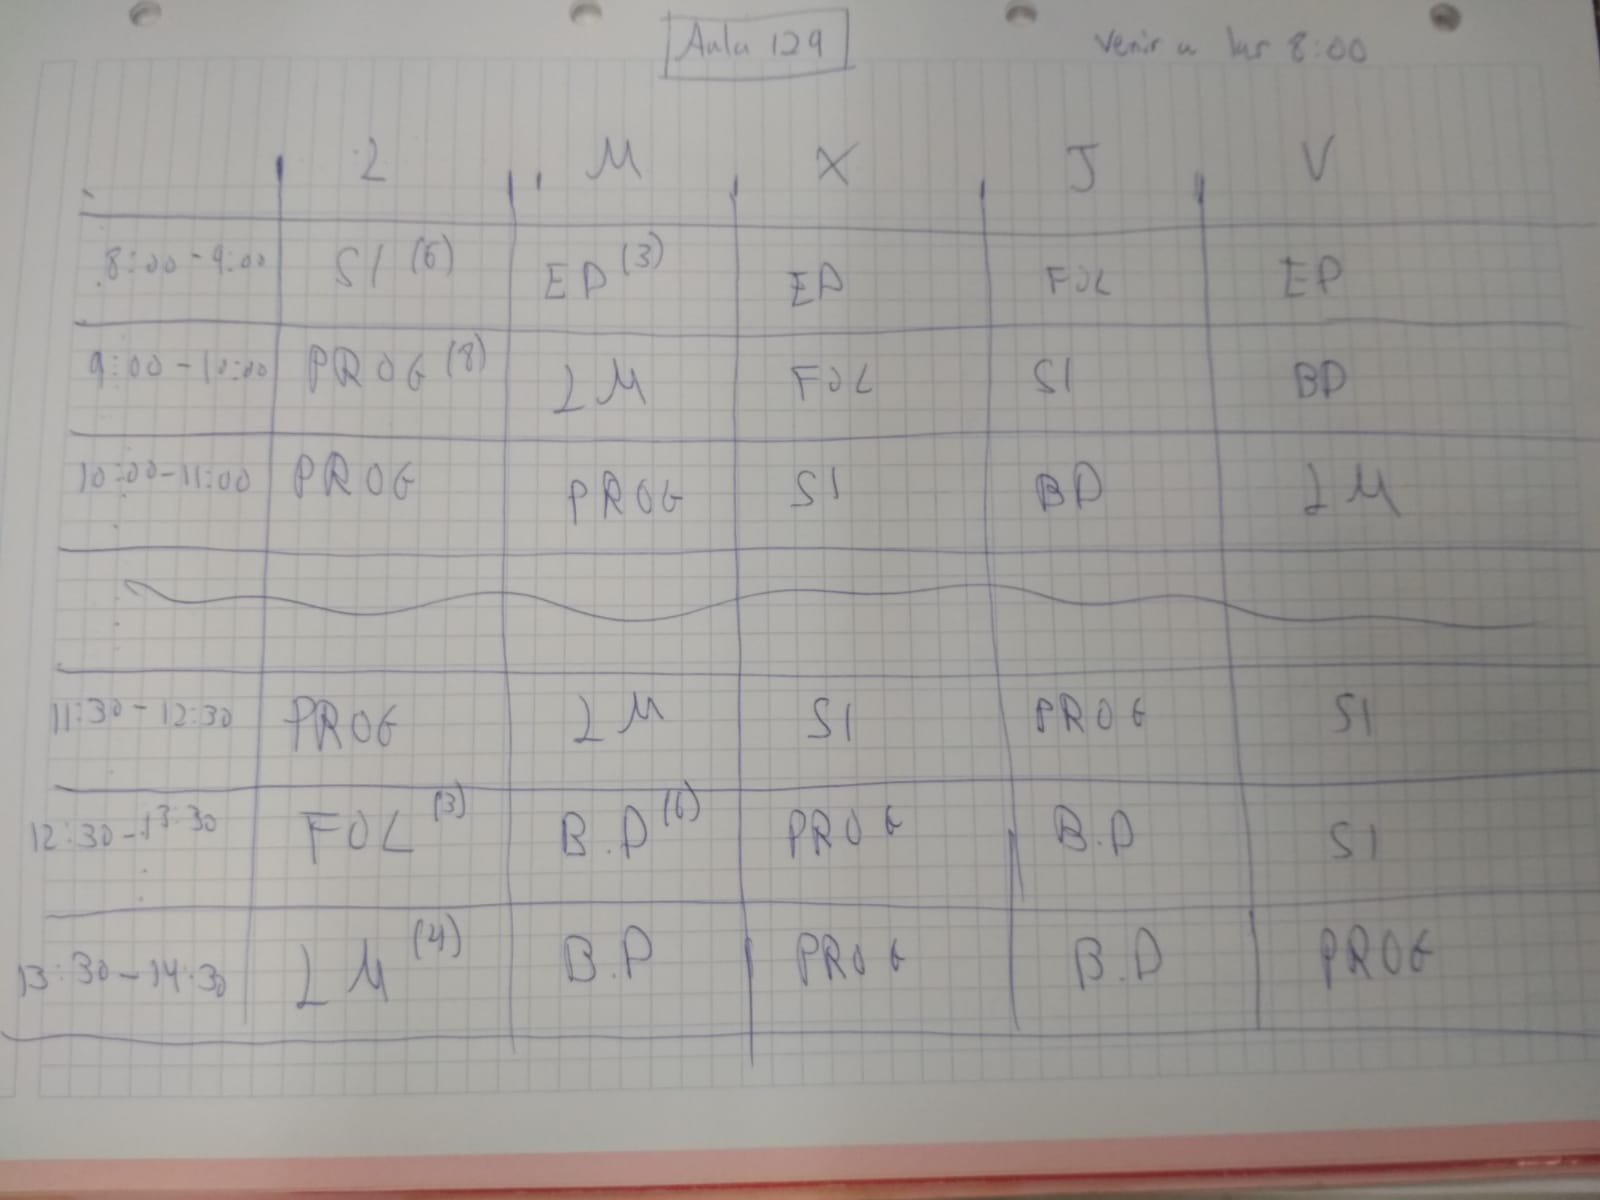 Aula 129
Venir a las 8:00
L M X J V
8:00-9:00 SI (6) ED (3) ED FOL ED
9:00-10:00 PROG (8) LM FOL SI BD
10:00-11:00 PROG PROG SI BD LM
11:30-12:30 PROG LM SI PROG SI
12:30-13:30 FOL (3) B.D (6) PROG B.D SI
13:30-14:30 LM (4) B.D PROG B.D PROG